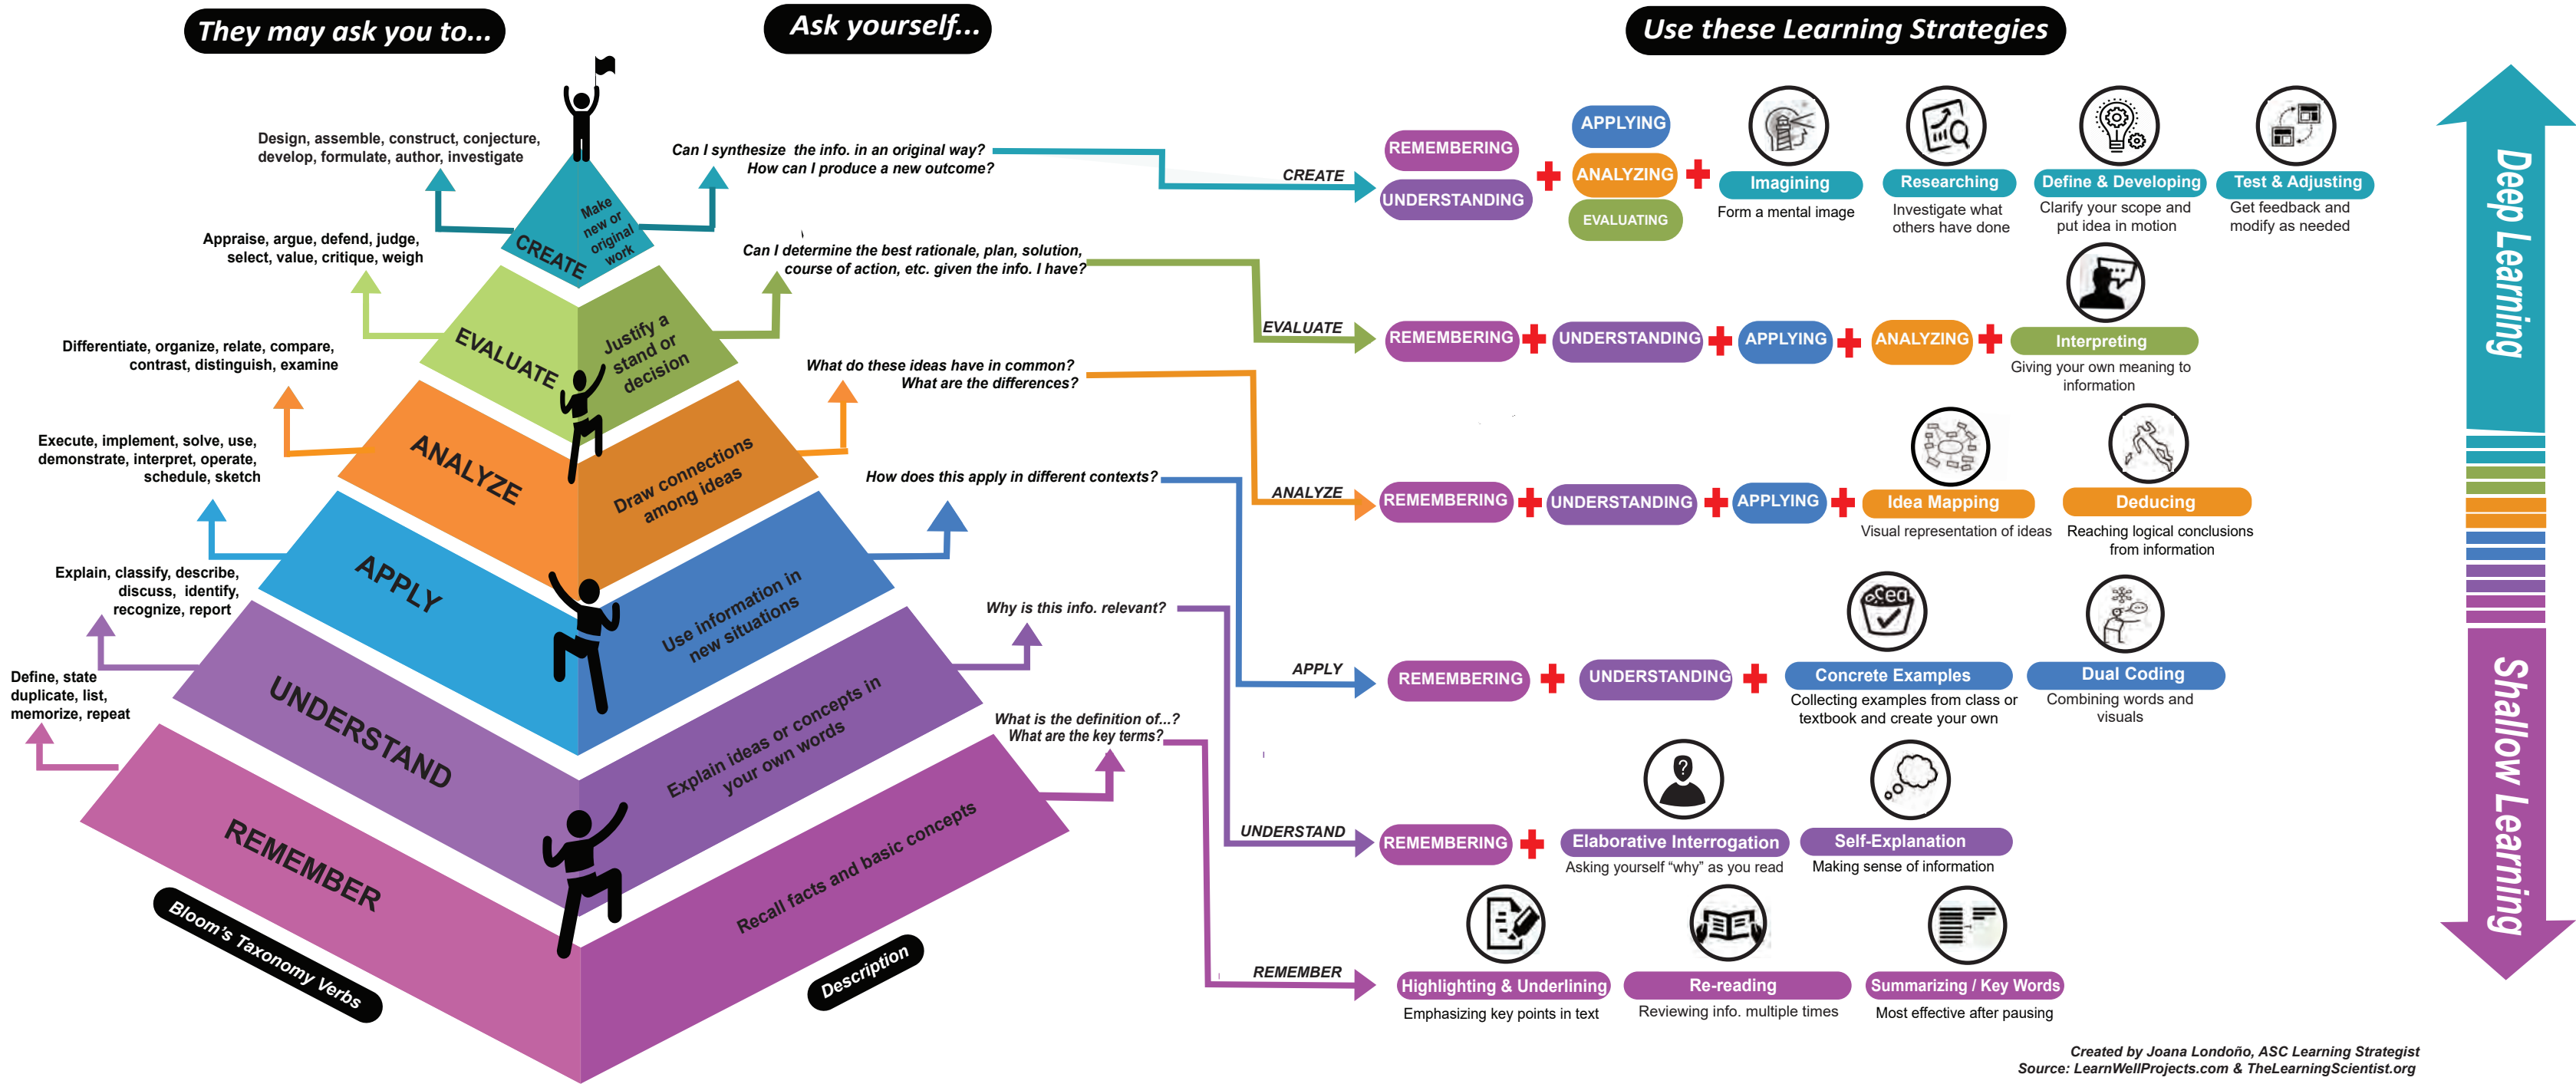 They may ask you to...
Ask yourself...
Use these Learning Strategies
Design, assemble, construct, conjecture,
develop, formulate, author, investigate
Appraise, argue, defend, judge,
select, value, critique, weigh
Differentiate, organize, relate, compare,
contrast, distinguish, examine
Execute, implement, solve, use,
demonstrate, interpret, operate,
schedule, sketch
Explain, classify, describe,
discuss, identify,
recognize, report
Define, state
duplicate, list,
memorize, repeat
CREATE
Make
new or
original
work
EVALUATE
Justify a
stand or
decision
ANALYZE
Draw connections
among ideas
APPLY
Use information in
new situations
UNDERSTAND
Explain ideas or concepts in
your own words
REMEMBER
Recall facts and basic concepts
Bloom's Taxonomy Verbs
Description
Can I synthesize the info. in an original way?
How can I produce a new outcome?
Can I determine the best rationale, plan, solution,
course of action, etc. given the info. I have?
What do these ideas have in common?
What are the differences?
How does this apply in different contexts?
Why is this info. relevant?
What is the definition of...?
What are the key terms?
CREATE
REMEMBERING
UNDERSTANDING
+
APPLYING
ANALYZING
EVALUATING
+
Imagining
Form a mental image
Researching
Investigate what
others have done
Define & Developing
Clarify your scope and
put idea in motion
Test & Adjusting
Get feedback and
modify as needed
EVALUATE
REMEMBERING + UNDERSTANDING + APPLYING + ANALYZING + Interpreting
Giving your own meaning to
information
ANALYZE
REMEMBERING + UNDERSTANDING + APPLYING + Idea Mapping
Visual representation of ideas
Deducing
Reaching logical conclusions
from information
APPLY
REMEMBERING + UNDERSTANDING + Concrete Examples
Collecting examples from class or
textbook and create your own
Dual Coding
Combining words and
visuals
UNDERSTAND
REMEMBERING + Elaborative Interrogation
?
Asking yourself “why” as you read
Self-Explanation
Making sense of information
REMEMBER
Highlighting & Underlining
Emphasizing key points in text
Re-reading
Reviewing info. multiple times
Summarizing / Key Words
Most effective after pausing
Deep Learning
Shallow Learning
Created by Joana Londoño, ASC Learning Strategist
Source: LearnWellProjects.com & TheLearningScientist.org